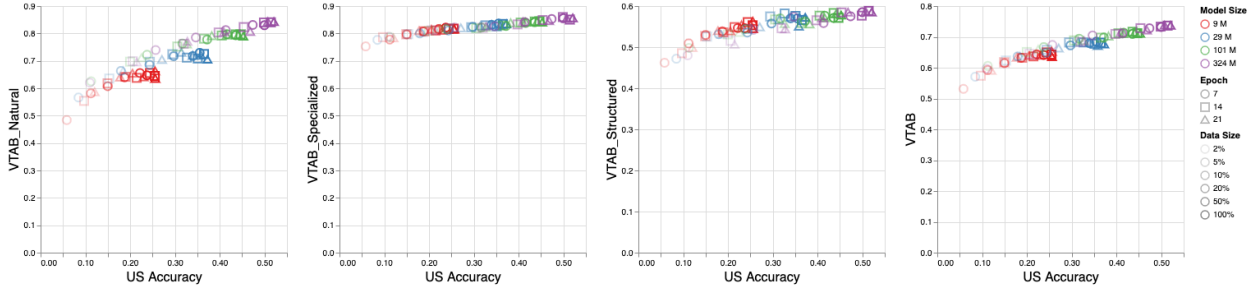 VTAB_Natural
0.9
0.8
0.7
0.6
0.5
0.4
0.3
0.2
0.1
0.0
0.00 0.10 0.20 0.30 0.40 0.50
US Accuracy
VTAB_Specialized
0.9
0.8
0.7
0.6
0.5
0.4
0.3
0.2
0.1
0.0
0.00 0.10 0.20 0.30 0.40 0.50
US Accuracy
VTAB_Structured
0.6
0.5
0.4
0.3
0.2
0.1
0.0
0.00 0.10 0.20 0.30 0.40 0.50
US Accuracy
VTAB
0.9
0.8
0.7
0.6
0.5
0.4
0.3
0.2
0.1
0.0
0.00 0.10 0.20 0.30 0.40 0.50
US Accuracy
Model Size
9 M
29 M
101 M
324 M
Epoch
7
14
21
Data Size
2%
5%
10%
20%
50%
100%